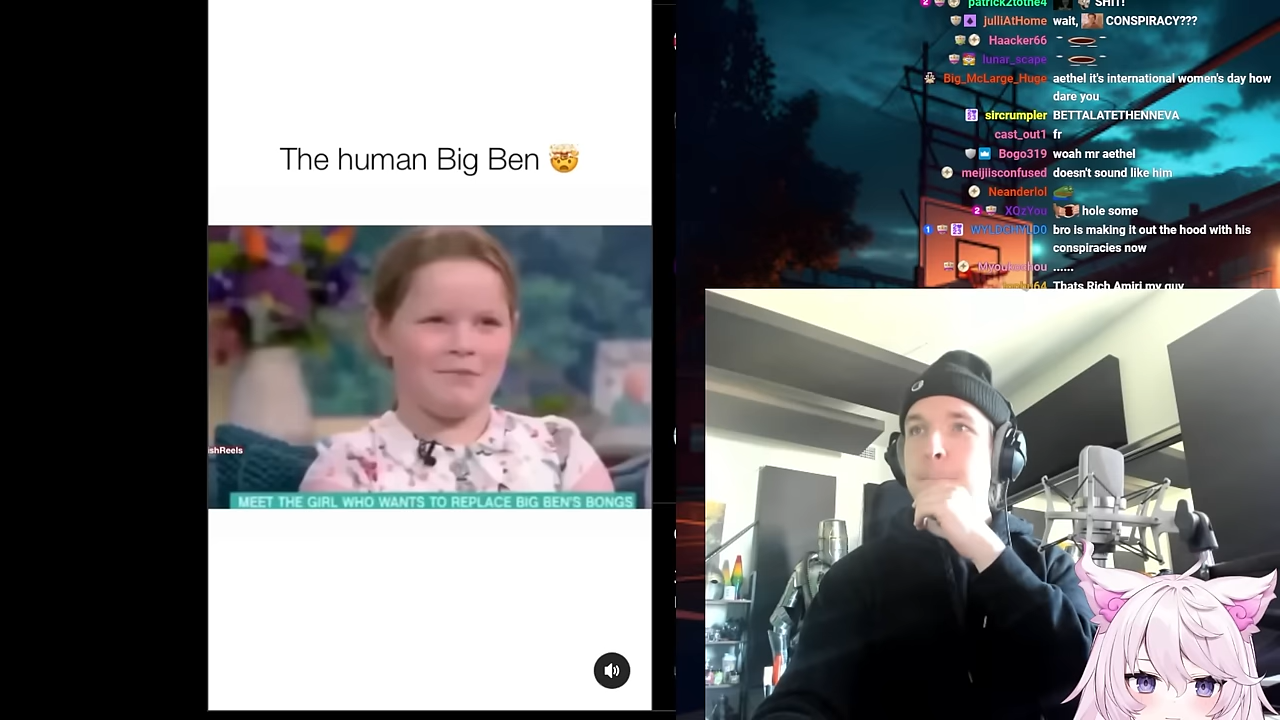 The human Big Ben 🤯
ishReels
MEET THE GIRL WHO WANTS TO REPLACE BIG BEN'S BONGS
patrick2tothe4 SHIT!
julliAtHome wait, CONSPIRACY???
Haacker66
lunar_scape
Big_McLarge_Huge aethel it's international women's day how
dare you
sircrumpler BETTALATETHENNEVA
cast_out1 fr
Bogo319 woah mr aethel
meijiisconfused doesn't sound like him
Neanderlol
XQzYou hole some
WYLDCHYLD0 bro is making it out the hood with his
conspiracies now
......
Thats Rich Amiri my guy